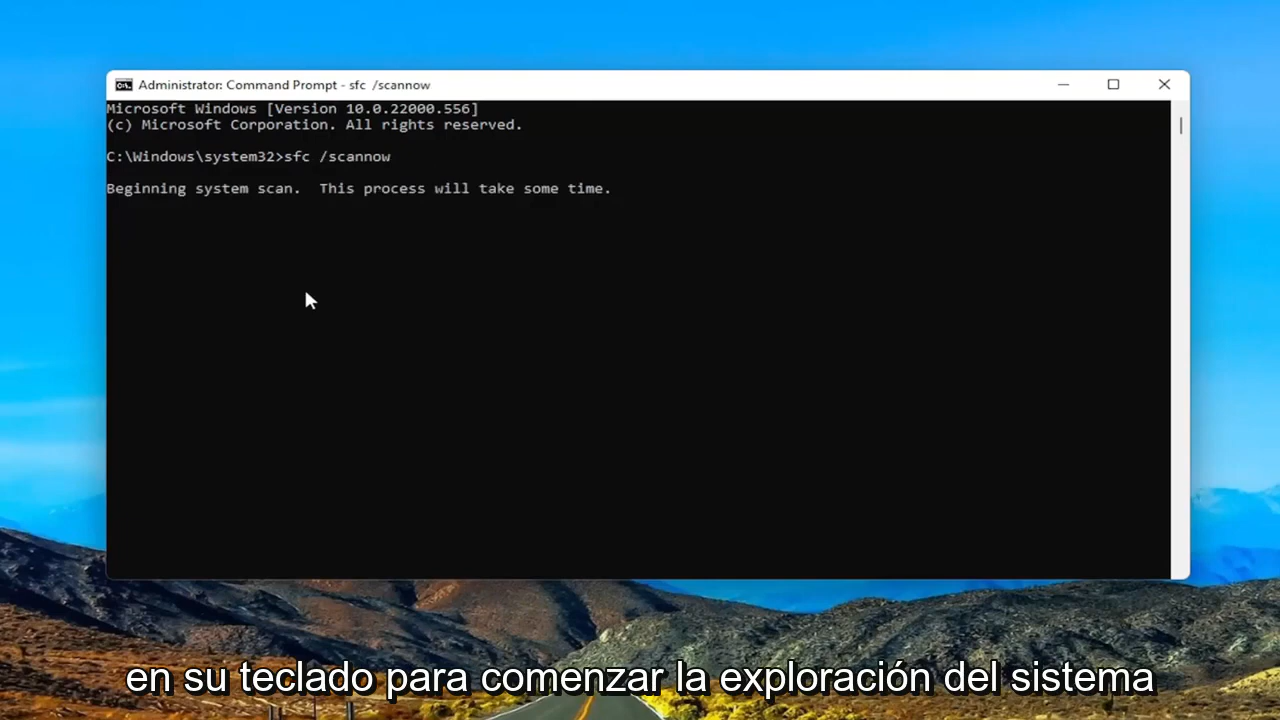 Administrator: Command Prompt - sfc /scannow
Microsoft Windows [Version 10.0.22000.556]
(c) Microsoft Corporation. All rights reserved.
C:\Windows\system32>sfc /scannow
Beginning system scan.  This process will take some time.
en su teclado para comenzar la exploración del sistema